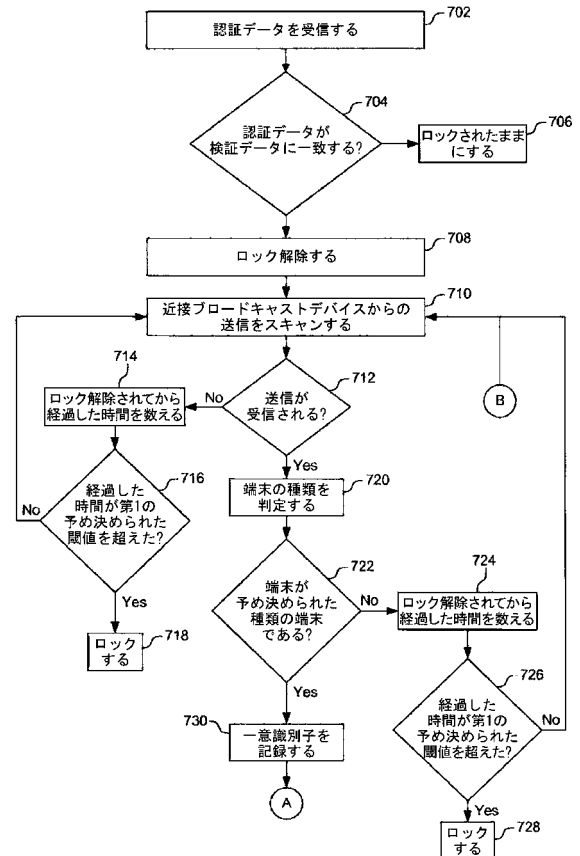 702
認証データを受信する
704
認証データが
検証データに一致する?
706
ロックされたまま
にする
708
ロック解除する
710
近接ブロードキャストデバイスからの
送信をスキャンする
712
送信が
受信される?
No
Yes
714
ロック解除されてから
経過した時間を数える
716
経過した
時間が第1の
予め決められた
閾値を超えた?
No
Yes
718
ロック
する
720
端末の種類を
判定する
722
端末が
予め決められた
種類の端末
である?
No
Yes
724
ロック解除されてから
経過した時間を数える
726
経過した
時間が第1の
予め決められた
閾値を超えた?
No
Yes
728
ロック
する
730
一意識別子を
記録する
A
B